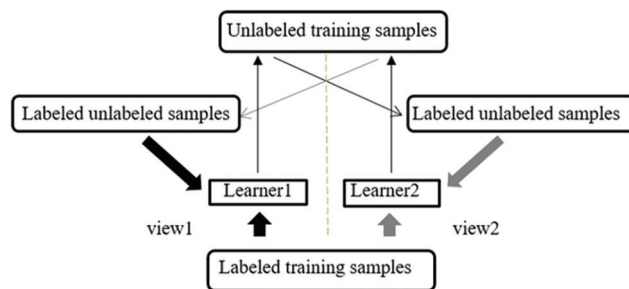 Unlabeled training samples
Labeled unlabeled samples
Labeled unlabeled samples
Learner1
Learner2
view1
view2
Labeled training samples